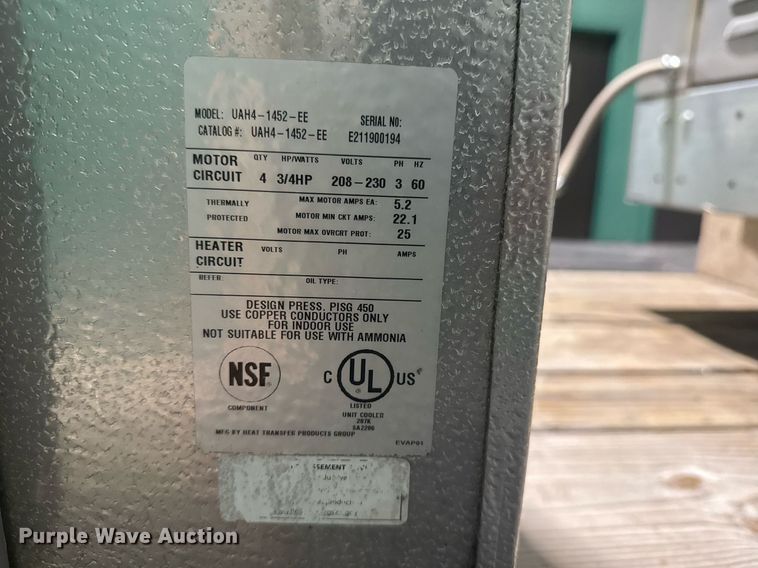 MODEL: UAH4-1452-EE SERIAL NO:
CATALOG #: UAH4-1452-EE E211900194
MOTOR CIRCUIT QTY HP/WATTS VOLTS PH HZ
4 3/4HP 208-230 3 60
THERMALLY PROTECTED MAX MOTOR AMPS EA: 5.2
MOTOR MIN CKT AMPS: 22.1
MOTOR MAX OVRCRT PROT: 25
HEATER CIRCUIT VOLTS PH AMPS
REFER: OIL TYPE:
DESIGN PRESS. PISG 450
USE COPPER CONDUCTORS ONLY
FOR INDOOR USE
NOT SUITABLE FOR USE WITH AMMONIA
NSF®
COMPONENT
C UL US
®
LISTED
UNIT COOLER
287K
SA2206
MFG BY HEAT TRANSFER PRODUCTS GROUP
EVAP01
Purple Wave Auction